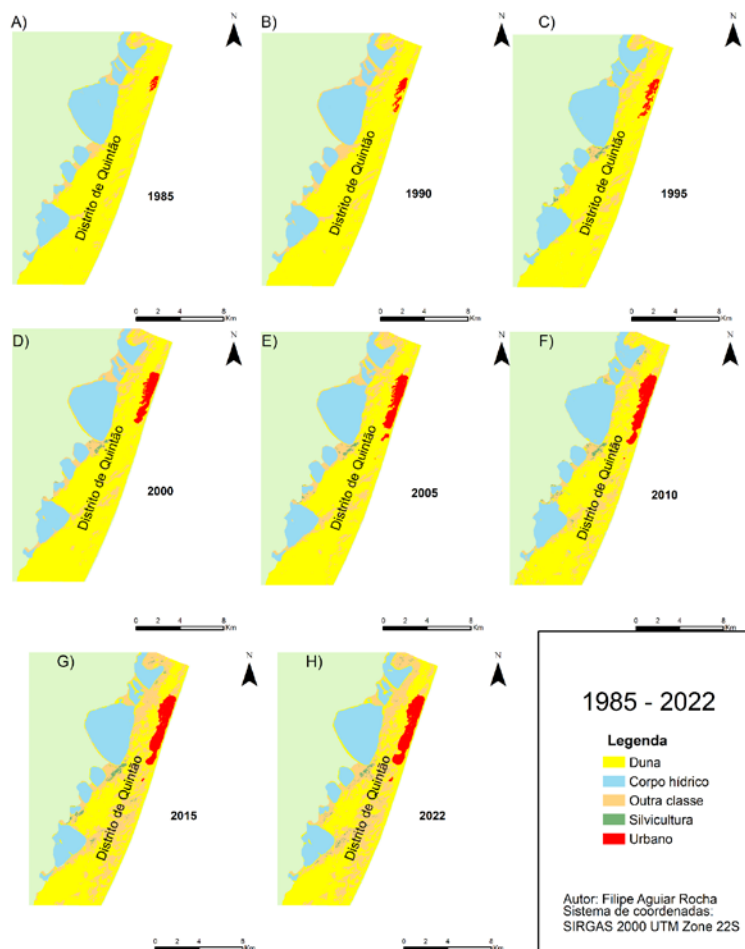 A)
N
Distrito de Quintão
1985
0 2 4 8
Km
B)
N
Distrito de Quintão
1990
0 2 4 8
Km
C)
N
Distrito de Quintão
1995
0 2 4 8
Km
D)
N
Distrito de Quintão
2000
0 2 4 8
Km
E)
N
Distrito de Quintão
2005
0 2 4 8
Km
F)
N
Distrito de Quintão
2010
0 2 4 8
Km
G)
N
Distrito de Quintão
2015
0 2 4 8
Km
H)
N
Distrito de Quintão
2022
0 2 4 8
Km
1985 - 2022
Legenda
Duna
Corpo hídrico
Outra classe
Silvicultura
Urbano
Autor: Filipe Aguiar Rocha
Sistema de coordenadas:
SIRGAS 2000 UTM Zone 22S